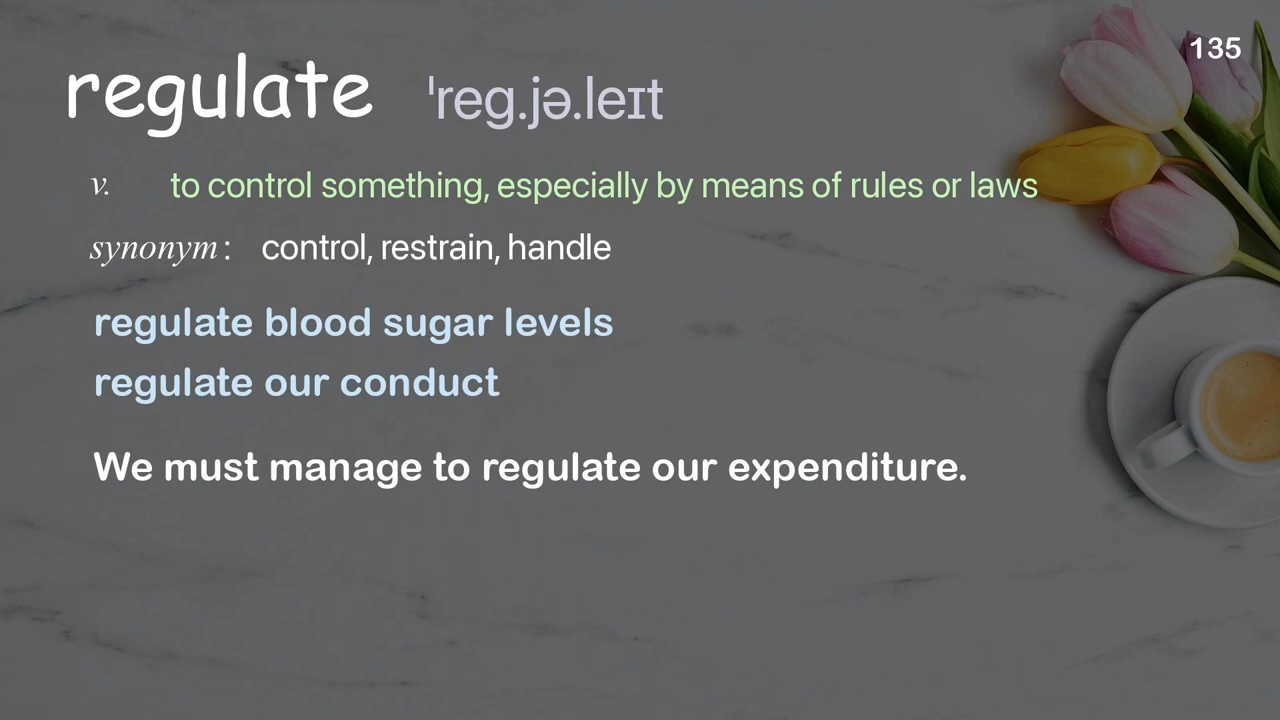 135
regulate ˈreg.jə.leɪt
v. to control something, especially by means of rules or laws
synonym: control, restrain, handle
regulate blood sugar levels
regulate our conduct
We must manage to regulate our expenditure.